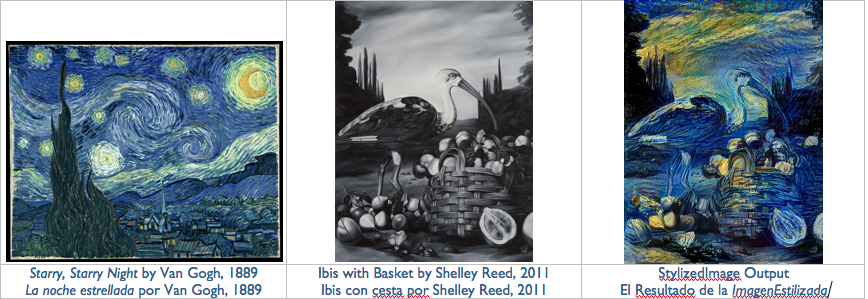 Starry, Starry Night by Van Gogh, 1889
La noche estrellada por Van Gogh, 1889
Ibis with Basket by Shelley Reed, 2011
Ibis con cesta por Shelley Reed, 2011
StylizedImage Output
El Resultado de la ImagenEstilizada/